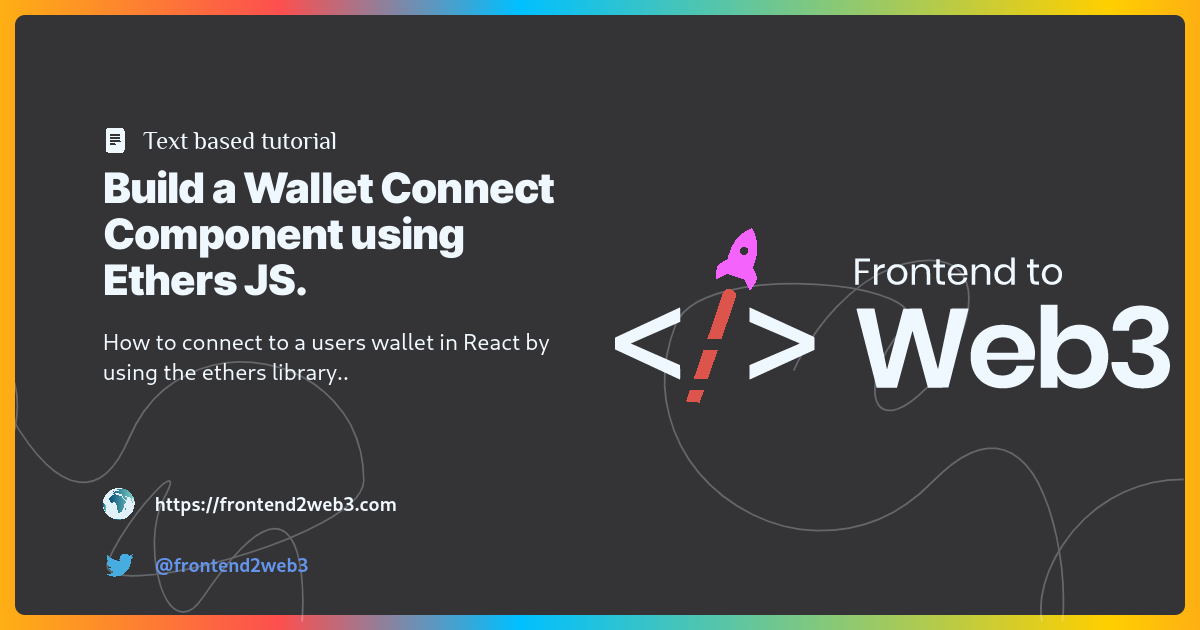 Text based tutorial
Build a Wallet Connect
Component using
Ethers JS.
How to connect to a users wallet in React by
using the ethers library..
https://frontend2web3.com
@frontend2web3
< / >
Frontend to
Web3